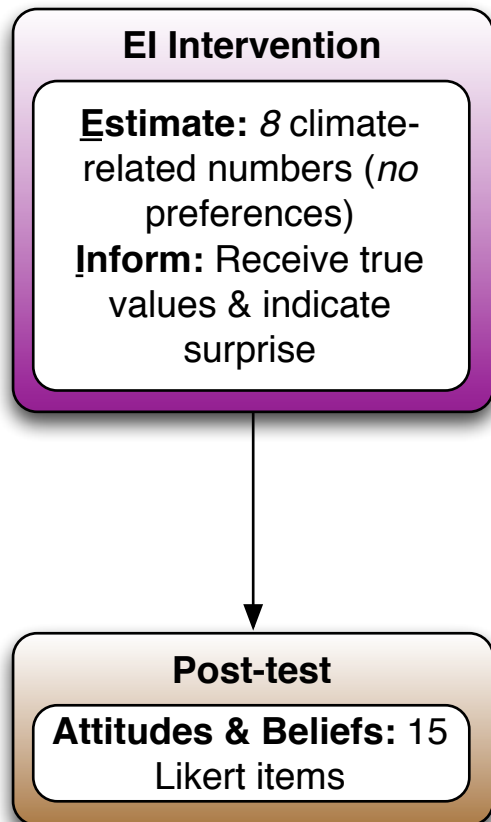 EI Intervention
Estimate: 8 climate-
related numbers (no
preferences)
Inform: Receive true
values & indicate
surprise
Post-test
Attitudes & Beliefs: 15
Likert items